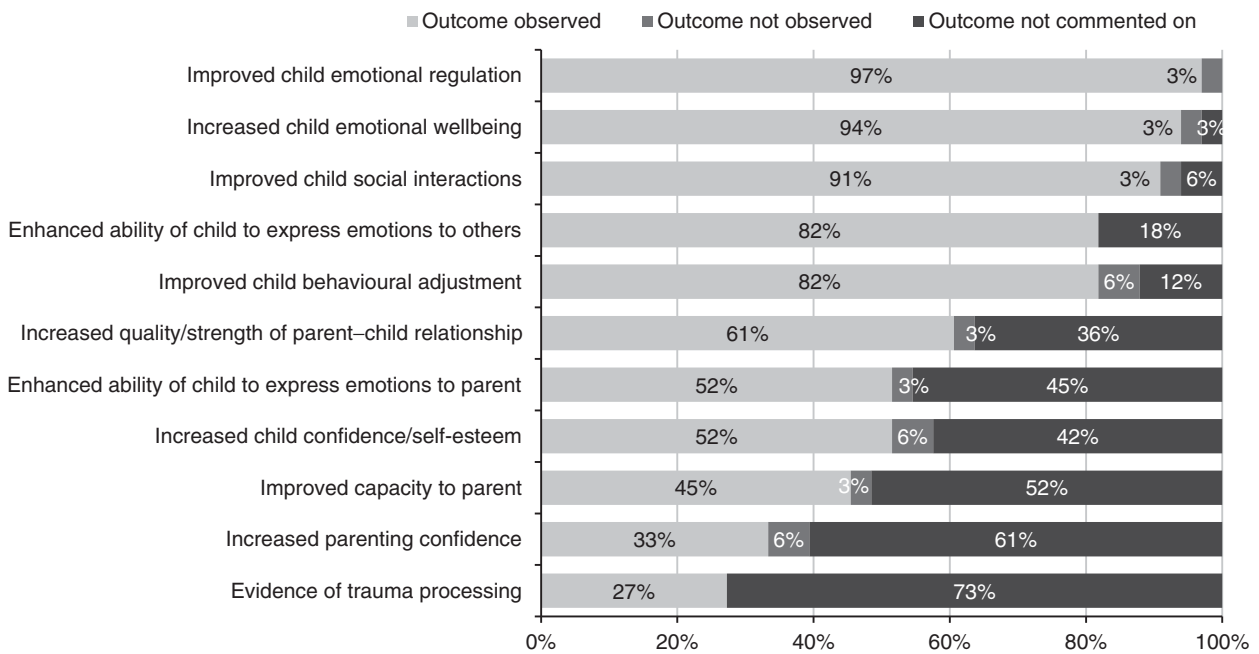 Outcome observed Outcome not observed Outcome not commented on
Improved child emotional regulation 97% 3%
Increased child emotional wellbeing 94% 3% 3%
Improved child social interactions 91% 3% 6%
Enhanced ability of child to express emotions to others 82% 18%
Improved child behavioural adjustment 82% 6% 12%
Increased quality/strength of parent–child relationship 61% 3% 36%
Enhanced ability of child to express emotions to parent 52% 3% 45%
Increased child confidence/self-esteem 52% 6% 42%
Improved capacity to parent 45% 3% 52%
Increased parenting confidence 33% 6% 61%
Evidence of trauma processing 27% 73%
0% 20% 40% 60% 80% 100%